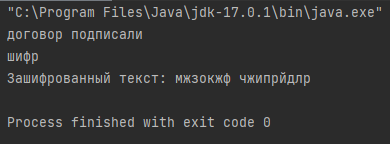 "C:\Program Files\Java\jdk-17.0.1\bin\java.exe"
договор подписали
шифр
Зашифрованный текст: мжзокжф чжипрйдлр
Process finished with exit code 0